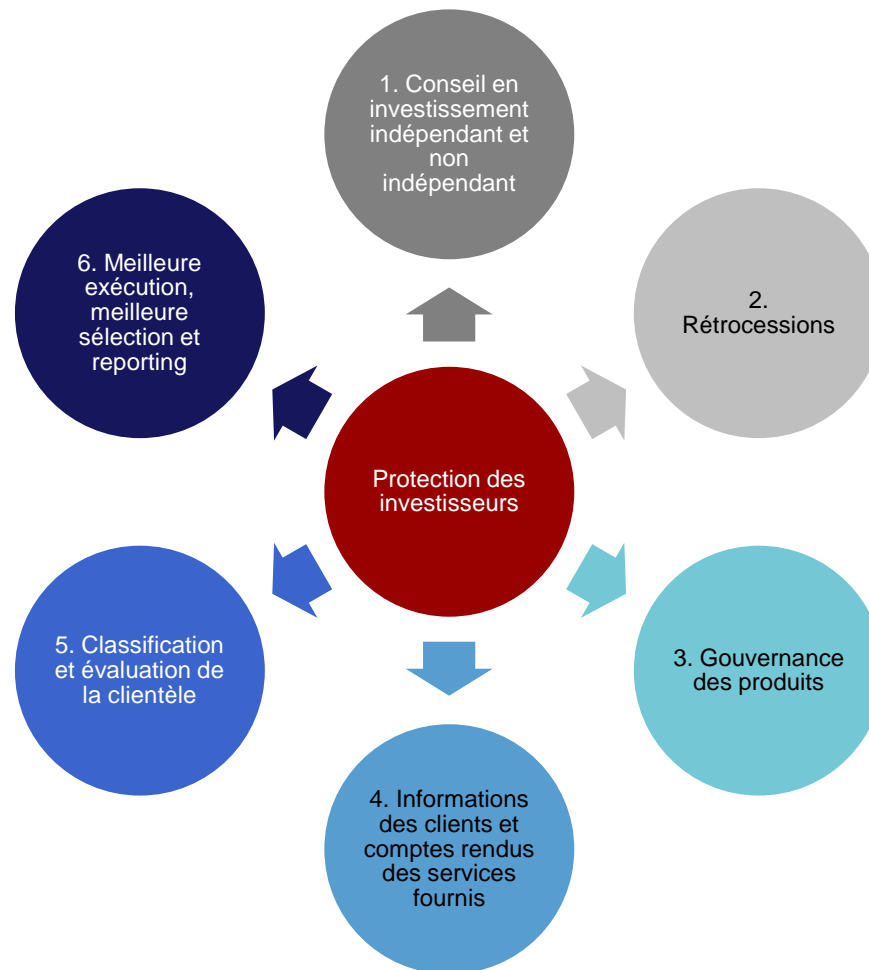 1. Conseil en
investissement
indépendant et
non
indépendant
2.
Rétrocessions
3. Gouvernance
des produits
4. Informations
des clients et
comptes rendus
des services
fournis
5. Classification
et évaluation de
la clientèle
6. Meilleure
exécution,
meilleure
sélection et
reporting
Protection des
investisseurs